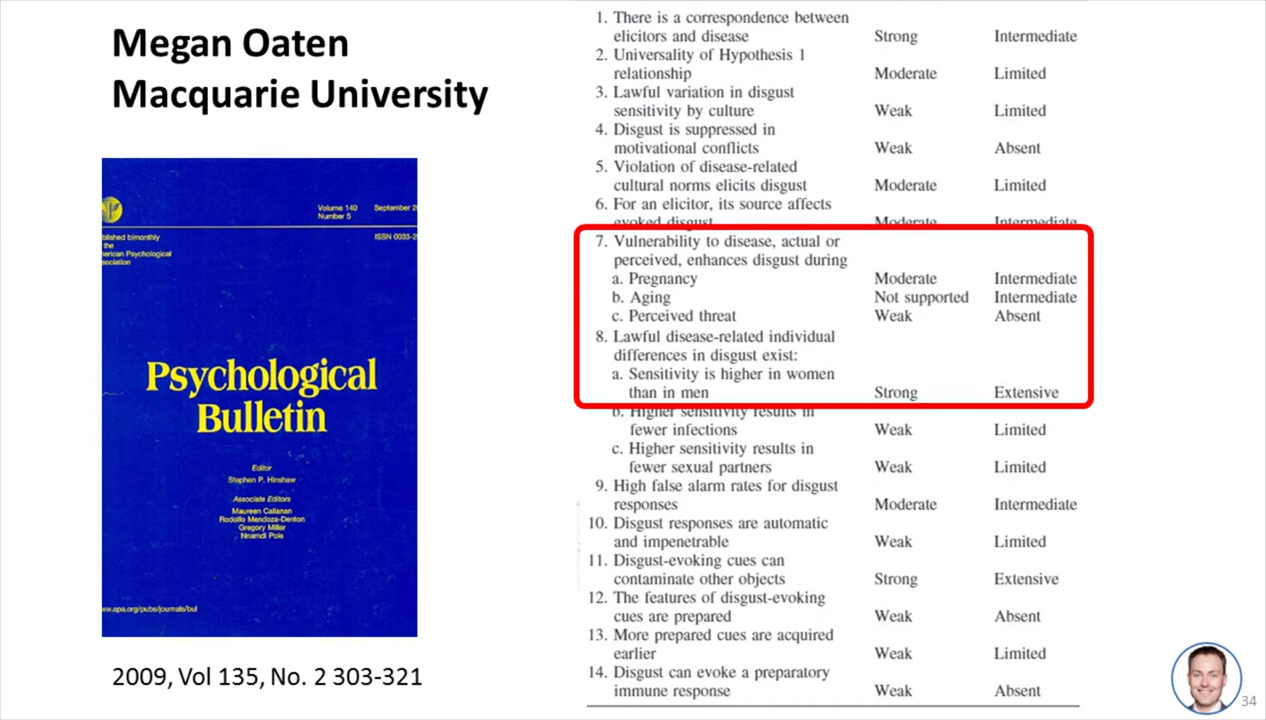 Megan Oaten
Macquarie University
Volume 140
Number 5
September 2
blished bimonthly
the
erican Psychological
sociation
ISSN 0033-2
Psychological
Bulletin
Editor
Stephen P. Hinshaw
Associate Editors
Maureen Callanan
Rodolfo Mendoza-Denton
Gregory Miller
Nnamdi Pole
ww.apa.org/pubs/journals/bul
2009, Vol 135, No. 2 303-321
1. There is a correspondence between
elicitors and disease Strong Intermediate
2. Universality of Hypothesis 1
relationship Moderate Limited
3. Lawful variation in disgust
sensitivity by culture Weak Limited
4. Disgust is suppressed in
motivational conflicts Weak Absent
5. Violation of disease-related
cultural norms elicits disgust Moderate Limited
6. For an elicitor, its source affects
evoked disgust Moderate Intermediate
7. Vulnerability to disease, actual or
perceived, enhances disgust during
a. Pregnancy Moderate Intermediate
b. Aging Not supported Intermediate
c. Perceived threat Weak Absent
8. Lawful disease-related individual
differences in disgust exist:
a. Sensitivity is higher in women
than in men Strong Extensive
b. Higher sensitivity results in
fewer infections Weak Limited
c. Higher sensitivity results in
fewer sexual partners Weak Limited
9. High false alarm rates for disgust
responses Moderate Intermediate
10. Disgust responses are automatic
and impenetrable Weak Limited
11. Disgust-evoking cues can
contaminate other objects Strong Extensive
12. The features of disgust-evoking
cues are prepared Weak Absent
13. More prepared cues are acquired
earlier Weak Limited
14. Disgust can evoke a preparatory
immune response Weak Absent
34